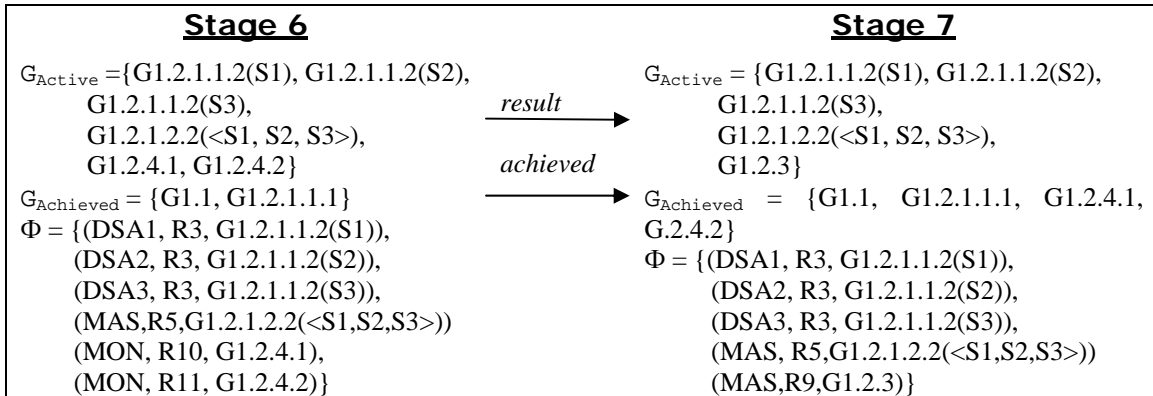 Stage 6
G_Active ={G1.2.1.1.2(S1), G1.2.1.1.2(S2),
G1.2.1.1.2(S3),
G1.2.1.2.2(<S1, S2, S3>),
G1.2.4.1, G1.2.4.2}
G_Achieved = {G1.1, G1.2.1.1.1}
Φ = {(DSA1, R3, G1.2.1.1.2(S1)),
(DSA2, R3, G1.2.1.1.2(S2)),
(DSA3, R3, G1.2.1.1.2(S3)),
(MAS,R5,G1.2.1.2.2(<S1,S2,S3>))
(MON, R10, G1.2.4.1),
(MON, R11, G1.2.4.2)}
result
achieved
Stage 7
G_Active = {G1.2.1.1.2(S1), G1.2.1.1.2(S2),
G1.2.1.1.2(S3),
G1.2.1.2.2(<S1, S2, S3>),
G1.2.3}
G_Achieved = {G1.1, G1.2.1.1.1, G1.2.4.1,
G.2.4.2}
Φ = {(DSA1, R3, G1.2.1.1.2(S1)),
(DSA2, R3, G1.2.1.1.2(S2)),
(DSA3, R3, G1.2.1.1.2(S3)),
(MAS, R5,G1.2.1.2.2(<S1,S2,S3>))
(MAS,R9,G1.2.3)}